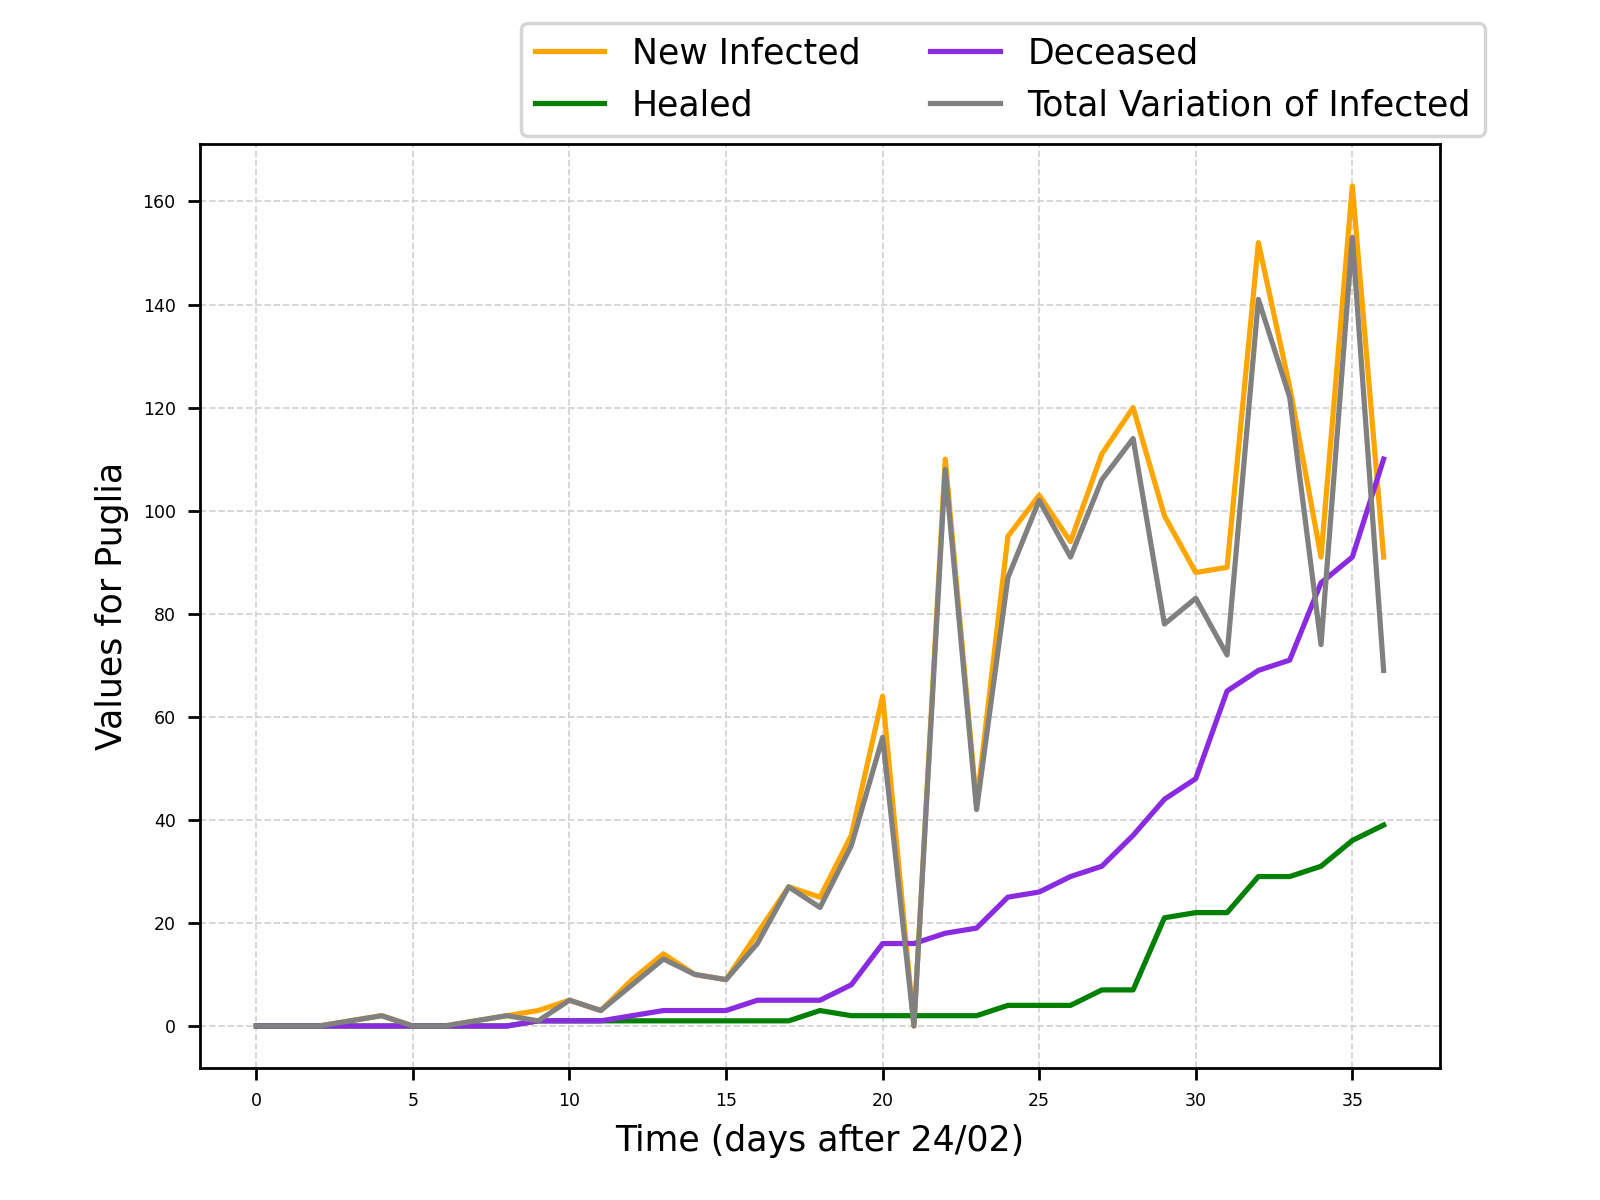 New Infected
Healed
Deceased
Total Variation of Infected
160
140
120
100
80
60
40
20
0
Values for Puglia
0 5 10 15 20 25 30 35
Time (days after 24/02)